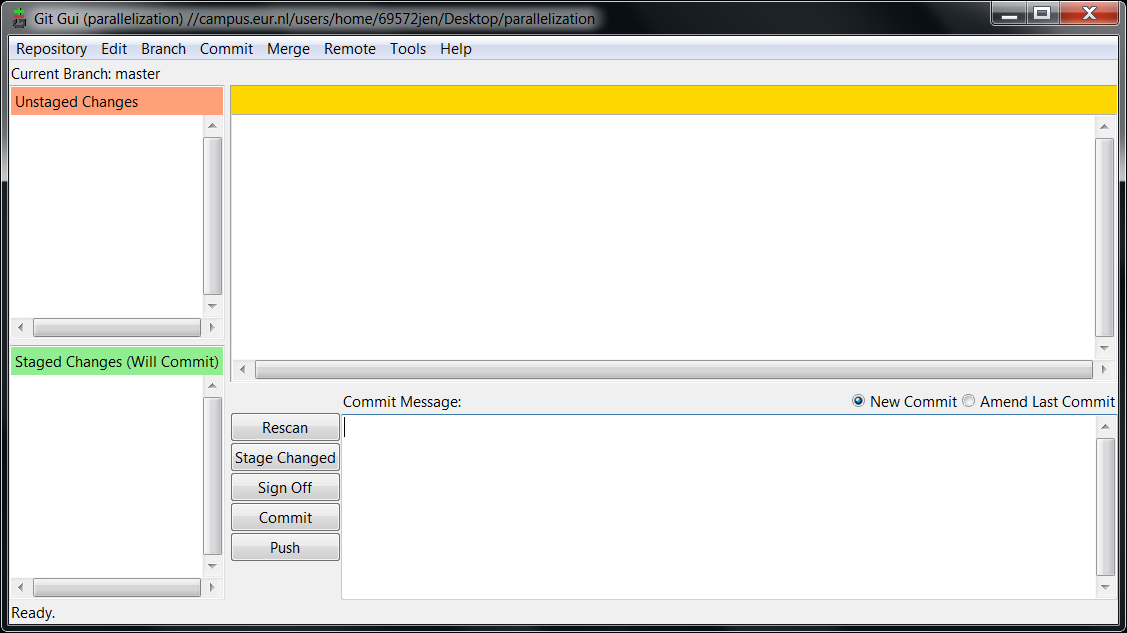 Git Gui (parallelization) //campus.eur.nl/users/home/69572jen/Desktop/parallelization
Repository Edit Branch Commit Merge Remote Tools Help
Current Branch: master
Unstaged Changes
Staged Changes (Will Commit)
Commit Message:
New Commit Amend Last Commit
Rescan
Stage Changed
Sign Off
Commit
Push
Ready.